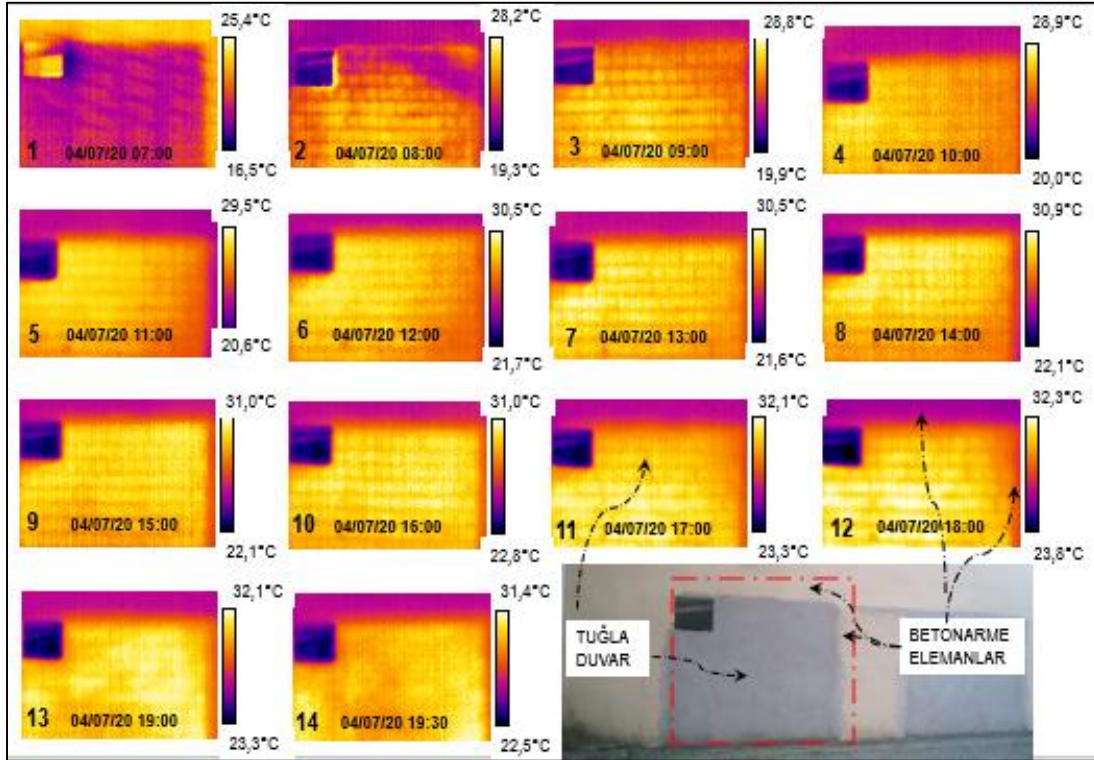 25,4°C
28,2°C
28,8°C
28,9°C
1 04/07/20 07:00
2 04/07/20 08:00
3 04/07/20 09:00
4 04/07/20 10:00
16,5°C
19,3°C
19,9°C
20,0°C
29,5°C
30,5°C
30,5°C
30,9°C
5 04/07/20 11:00
6 04/07/20 12:00
7 04/07/20 13:00
8 04/07/20 14:00
20,6°C
21,7°C
21,6°C
22,1°C
31,0°C
31,0°C
32,1°C
32,3°C
9 04/07/20 15:00
10 04/07/20 16:00
11 04/07/20 17:00
12 04/07/20 18:00
22,1°C
22,8°C
23,3°C
23,8°C
32,1°C
31,4°C
13 04/07/20 19:00
14 04/07/20 19:30
23,3°C
22,5°C
TUĞLA
DUVAR
BETONARME
ELEMANLAR